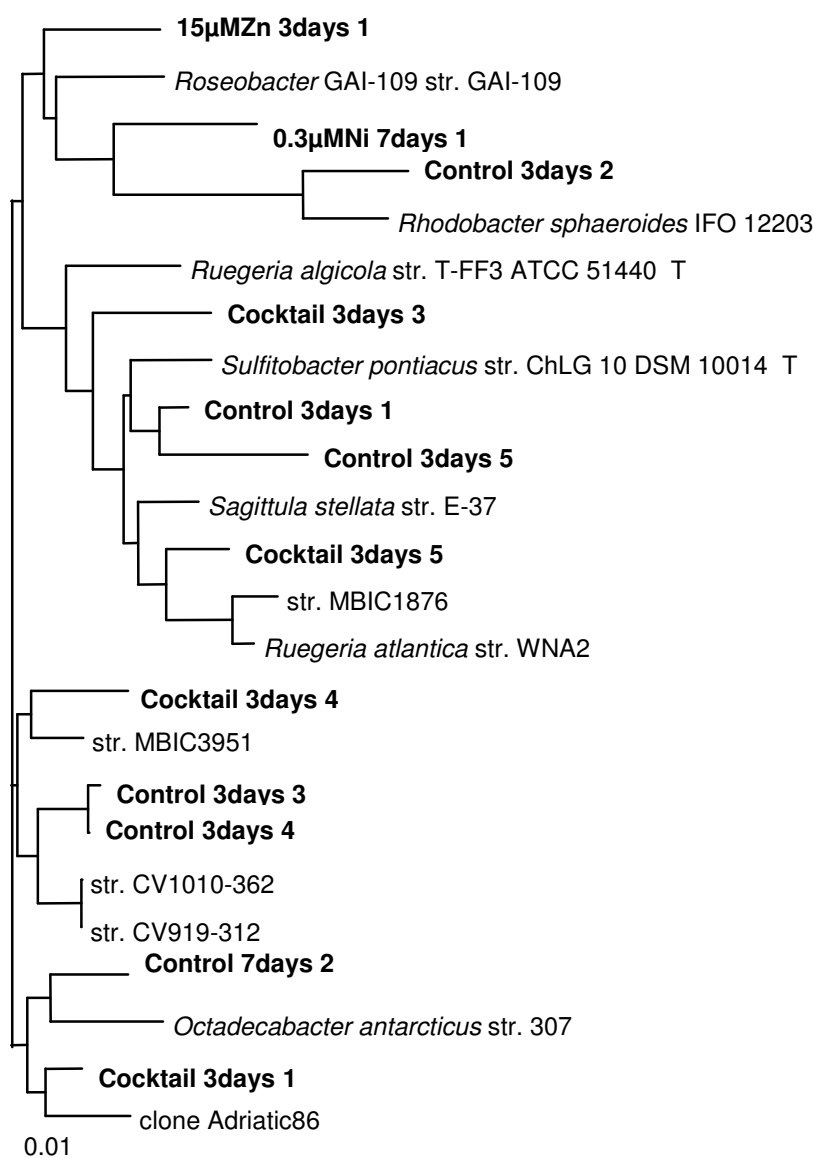 15µMZn 3days 1
Roseobacter GAI-109 str. GAI-109
0.3µMNi 7days 1
Control 3days 2
Rhodobacter sphaeroides IFO 12203
Ruegeria algicola str. T-FF3 ATCC 51440 T
Cocktail 3days 3
Sulfitobacter pontiacus str. ChLG 10 DSM 10014 T
Control 3days 1
Control 3days 5
Sagittula stellata str. E-37
Cocktail 3days 5
str. MBIC1876
Ruegeria atlantica str. WNA2
Cocktail 3days 4
str. MBIC3951
Control 3days 3
Control 3days 4
str. CV1010-362
str. CV919-312
Control 7days 2
Octadecabacter antarcticus str. 307
Cocktail 3days 1
clone Adriatic86
0.01